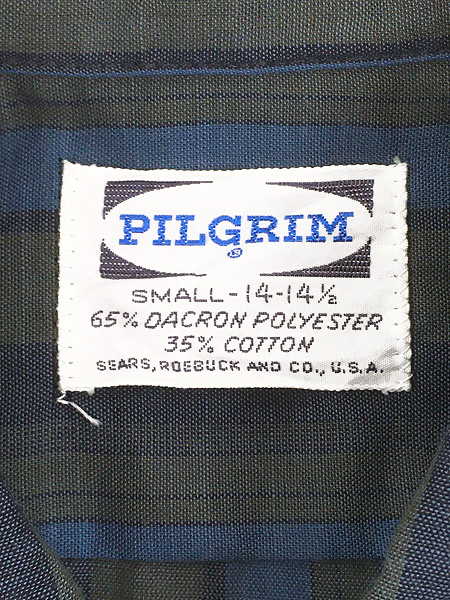 PILGRIM
SMALL-14-14½
65% DACRON POLYESTER
35% COTTON
SEARS, ROEBUCK AND CO., U.S.A.